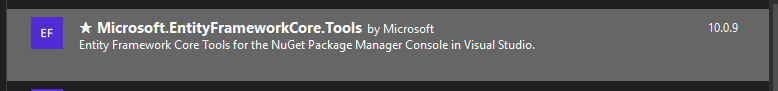 EF
★ Microsoft.EntityFrameworkCore.Tools by Microsoft 10.0.9
Entity Framework Core Tools for the NuGet Package Manager Console in Visual Studio.